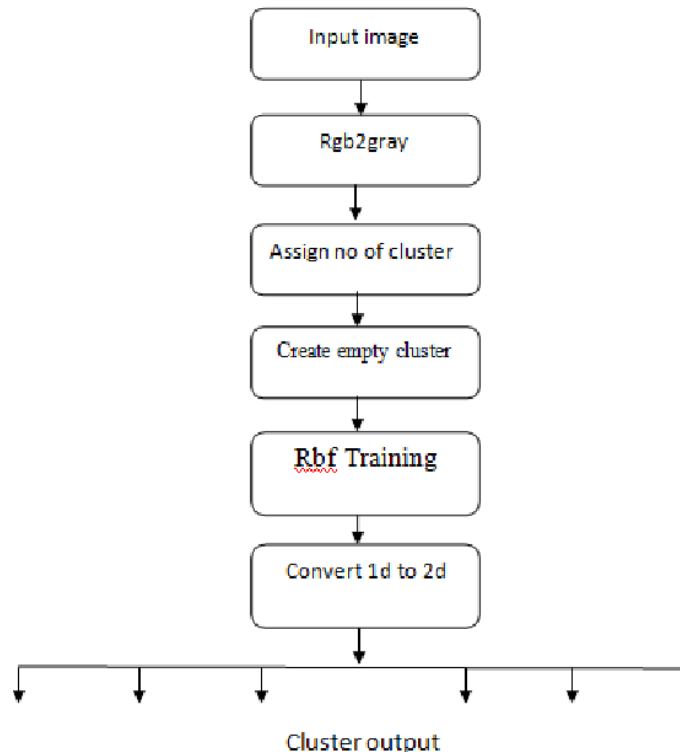 Input image
Rgb2gray
Assign no of cluster
Create empty cluster
Rbf Training
Convert 1d to 2d
Cluster output